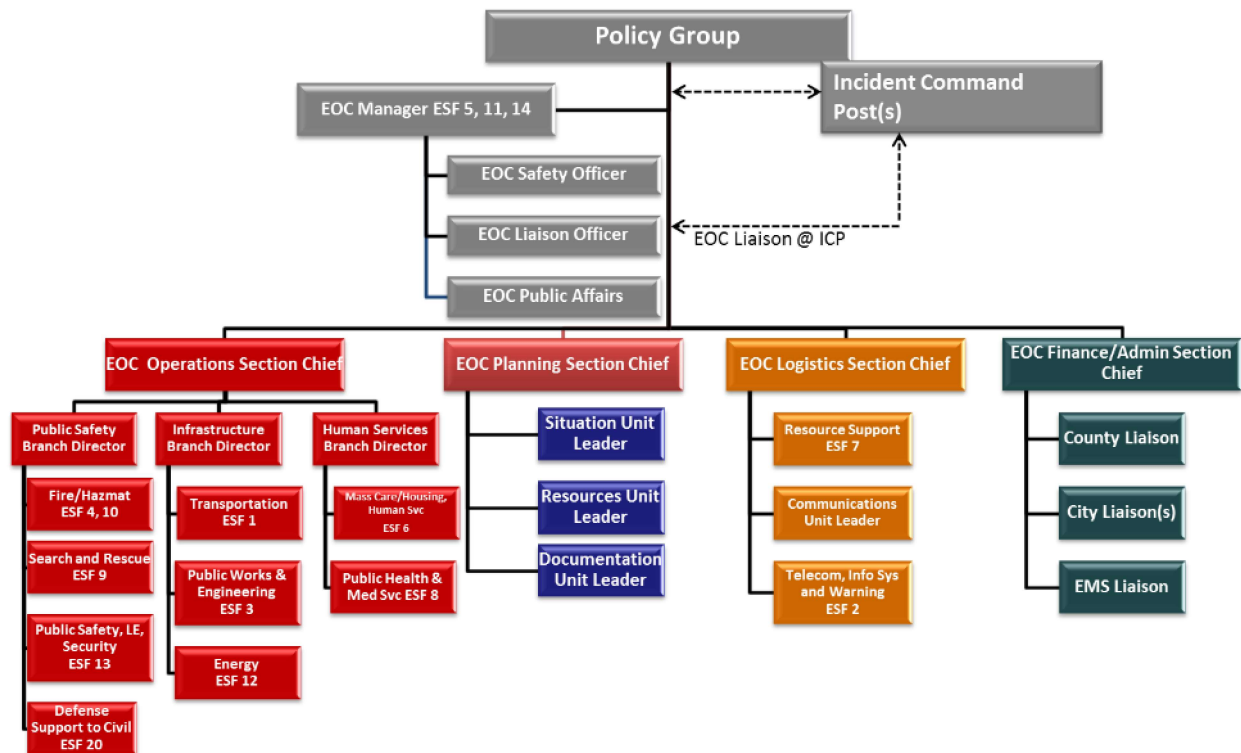 Policy Group
Incident Command
Post(s)
EOC Manager ESF 5, 11, 14
EOC Safety Officer
EOC Liaison Officer
EOC Liaison @ ICP
EOC Public Affairs
EOC Operations Section Chief
Public Safety
Branch Director
Fire/Hazmat
ESF 4, 10
Search and Rescue
ESF 9
Public Safety, LE,
Security
ESF 13
Defense
Support to Civil
ESF 20
Infrastructure
Branch Director
Transportation
ESF 1
Public Works &
Engineering
ESF 3
Energy
ESF 12
Human Services
Branch Director
Mass Care/Housing,
Human Svc
ESF 6
Public Health &
Med Svc ESF 8
EOC Planning Section Chief
Situation Unit
Leader
Resources Unit
Leader
Documentation
Unit Leader
EOC Logistics Section Chief
Resource Support
ESF 7
Communications
Unit Leader
Telecom, Info Sys
and Warning
ESF 2
EOC Finance/Admin Section
Chief
County Liaison
City Liaison(s)
EMS Liaison